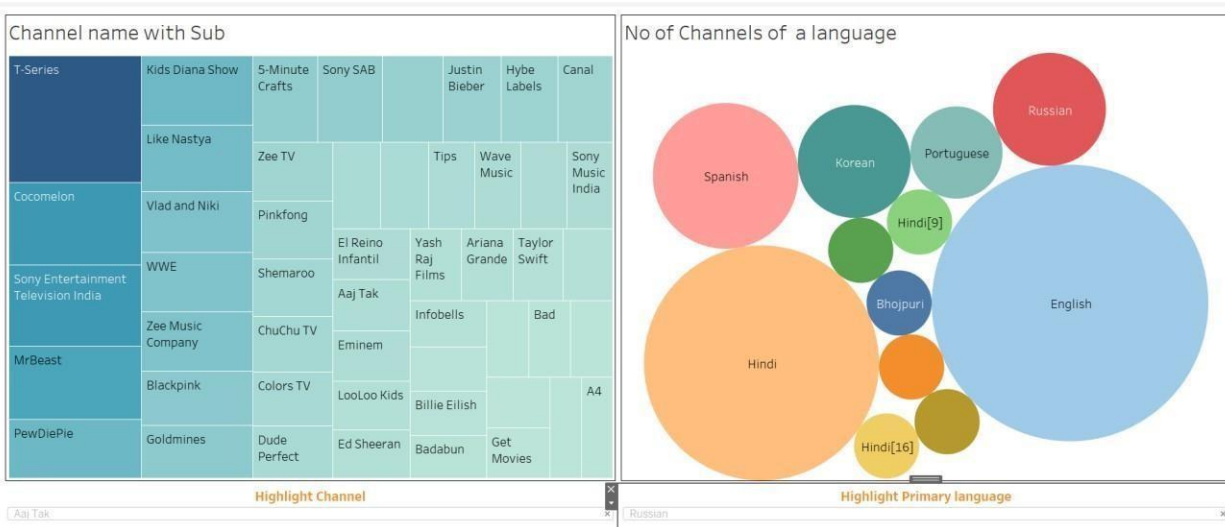 Channel name with Sub
T-Series
Cocomelon
Sony Entertainment
Television India
MrBeast
PewDiePie
Kids Diana Show
Like Nastya
Vlad and Niki
WWE
Zee Music
Company
Blackpink
Goldmines
5-Minute
Crafts
Zee TV
Pinkfong
Shemaroo
ChuChu TV
Colors TV
Dude
Perfect
Sony SAB
Justin
Bieber
Hybe
Labels
Canal
Tips
Wave
Music
Sony
Music
India
El Reino
Infantil
Aaj Tak
Eminem
LooLoo Kids
Ed Sheeran
Yash
Raj
Films
Ariana
Grande
Taylor
Swift
Infobells
Billie Eilish
Badabun
Bad
Get
Movies
A4
Highlight Channel
Aaj Tak
No of Channels of a language
Russian
Spanish
Korean
Portuguese
Hindi[9]
Bhojpuri
English
Hindi
Hindi[16]
Highlight Primary language
Russian